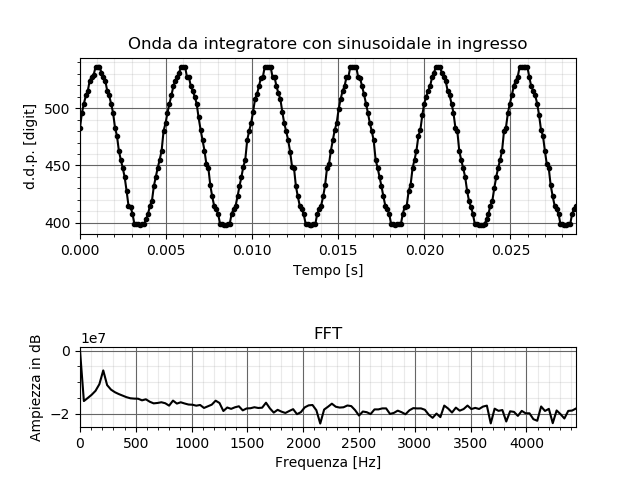 Onda da integratore con sinusoidale in ingresso
d.d.p. [digit]
500
450
400
0.000 0.005 0.010 0.015 0.020 0.025
Tempo [s]
FFT
1e7
Ampiezza in dB
0
−2
0 500 1000 1500 2000 2500 3000 3500 4000
Frequenza [Hz]